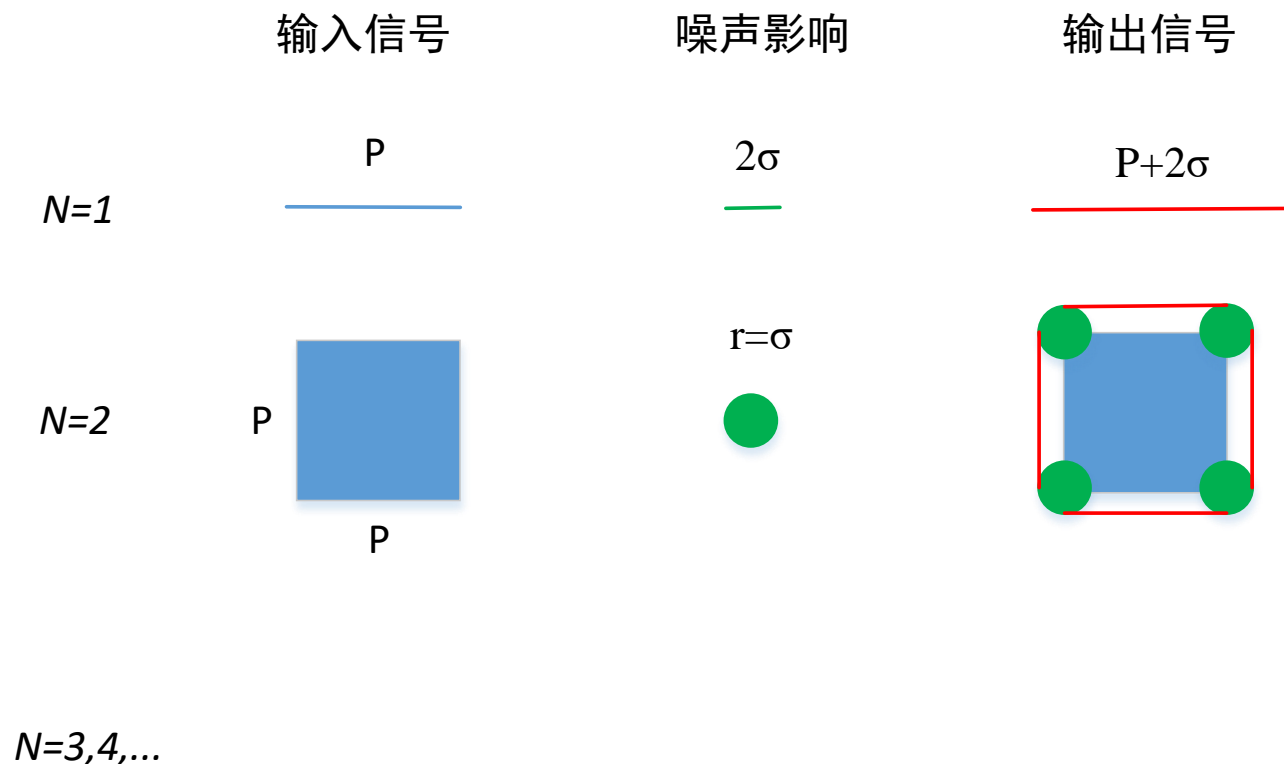 输入信号 噪声影响 输出信号
P 2σ P+2σ
N=1
r=σ
N=2 P
P
N=3,4,...